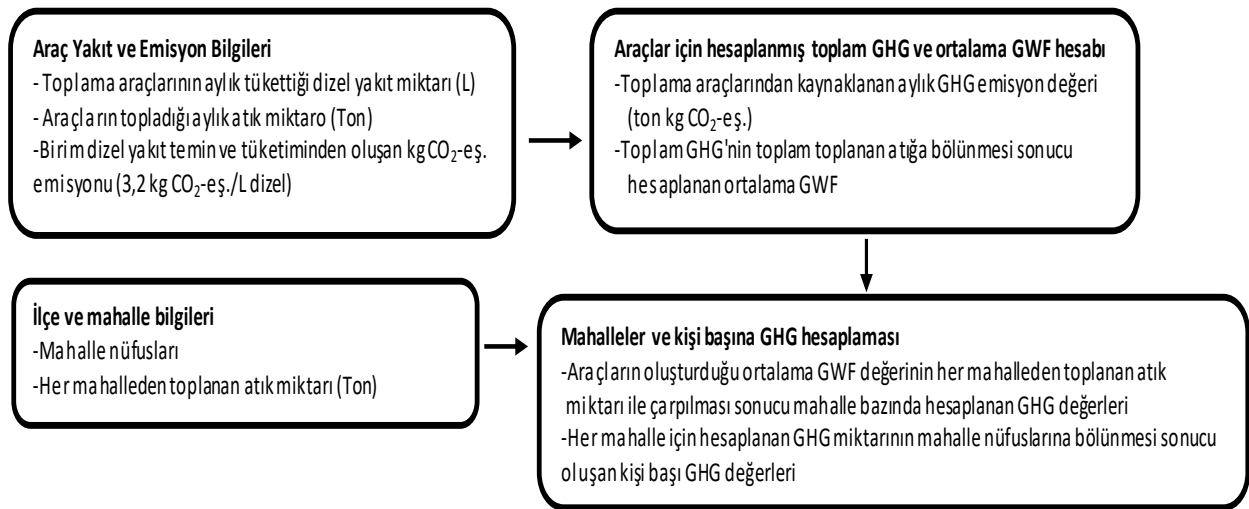 Araç Yakıt ve Emisyon Bilgileri
- Toplama araçlarının aylık tükettiği dizel yakıt miktarı (L)
- Araçların topladığı aylık atık miktaro (Ton)
-Birim dizel yakıt temin ve tüketiminden oluşan kg CO₂-eş.
emisyonu (3,2 kg CO₂-eş./L dizel)
Araçlar için hesaplanmış toplam GHG ve ortalama GWF hesabı
-Toplama araçlarından kaynaklanan aylık GHG emisyon değeri
(ton kg CO₂-eş.)
-Toplam GHG'nin toplam toplanan atığa bölünmesi sonucu
hesaplanan ortalama GWF
İlçe ve mahalle bilgileri
-Mahalle nüfusları
-Her mahalleden toplanan atık miktarı (Ton)
Mahalleler ve kişi başına GHG hesaplaması
-Araçların oluşturduğu ortalama GWF değerinin her mahalleden toplanan atık
miktarı ile çarpılması sonucu mahalle bazında hesaplanan GHG değerleri
-Her mahalle için hesaplanan GHG miktarının mahalle nüfuslarına bölünmesi sonucu
oluşan kişi başı GHG değerleri